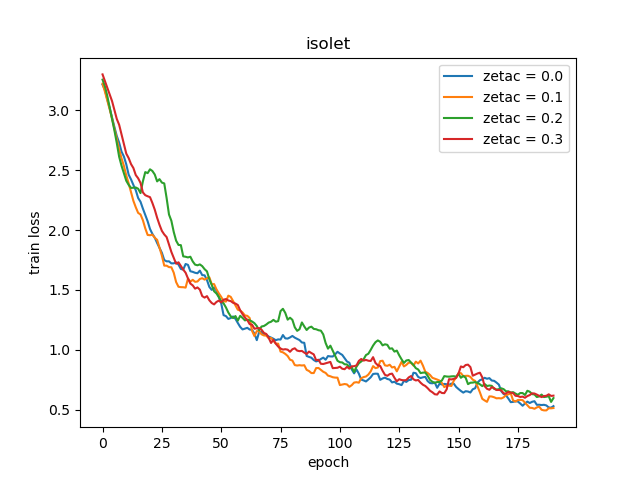 isolet
train loss
3.0
2.5
2.0
1.5
1.0
0.5
zetac = 0.0
zetac = 0.1
zetac = 0.2
zetac = 0.3
0 25 50 75 100 125 150 175
epoch